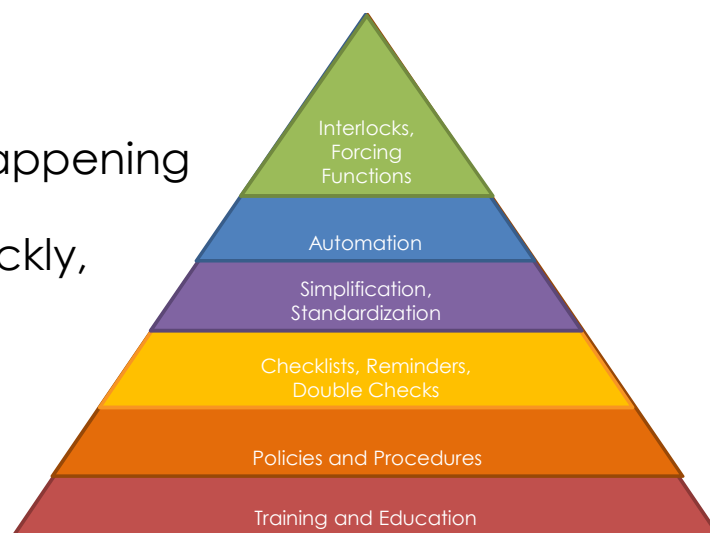 Interlocks,
Forcing
Functions
appening
Automation
ckly,
Simplification,
Standardization
Checklists, Reminders,
Double Checks
Policies and Procedures
Training and Education